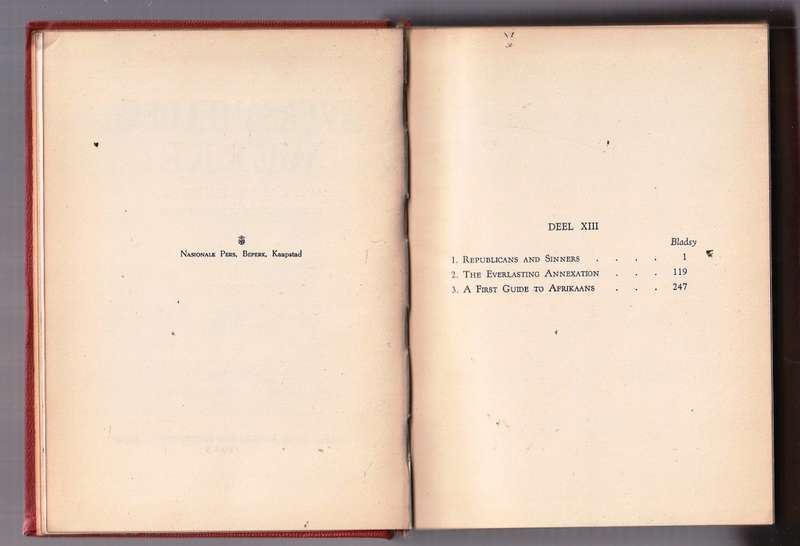 Nasionale Pers, Beperk, Kaapstad
DEEL XIII
Bladsy
1. Republicans and Sinners . . . . 1
2. The Everlasting Annexation . . . 119
3. A First Guide to Afrikaans . . . 247